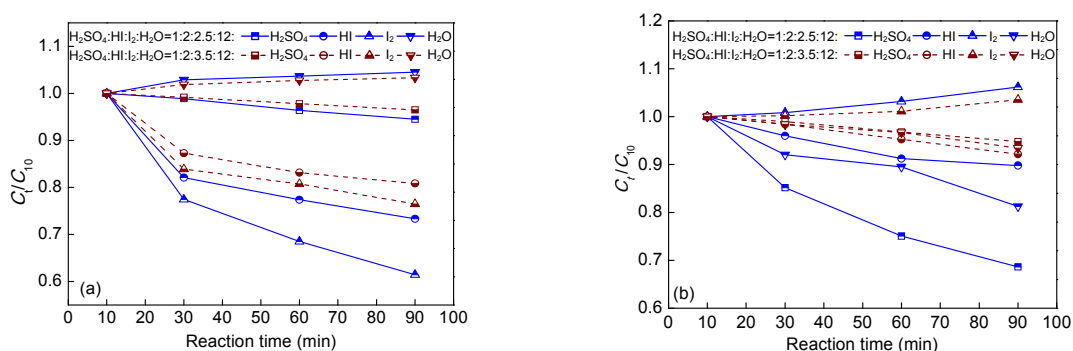 H₂SO₄:HI:I₂:H₂O=1:2:2.5:12: H₂SO₄ HI I₂ H₂O
H₂SO₄:HI:I₂:H₂O=1:2:3.5:12: H₂SO₄ HI I₂ H₂O
1.1
1.0
0.9
0.8
0.7
0.6
Cₜ/C₁₀
(a)
0 10 20 30 40 50 60 70 80 90 100
Reaction time (min)
H₂SO₄:HI:I₂:H₂O=1:2:2.5:12: H₂SO₄ HI I₂ H₂O
H₂SO₄:HI:I₂:H₂O=1:2:3.5:12: H₂SO₄ HI I₂ H₂O
1.2
1.1
1.0
0.9
0.8
0.7
0.6
Cₜ/C₁₀
(b)
0 10 20 30 40 50 60 70 80 90 100
Reaction time (min)